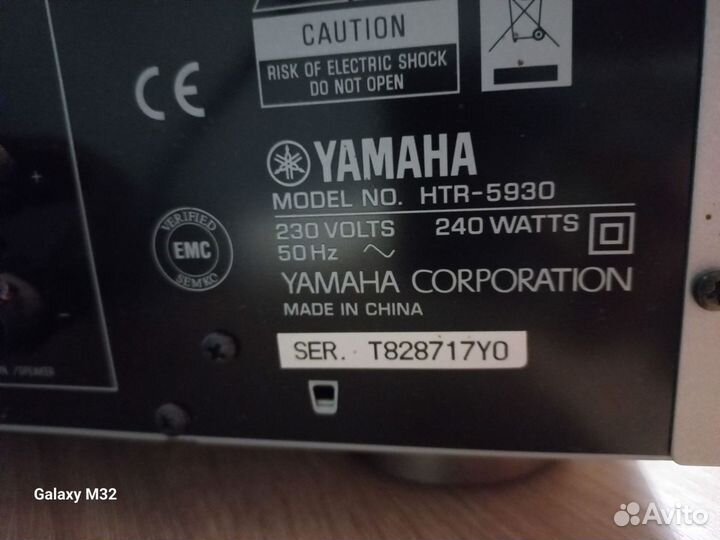 CAUTION
RISK OF ELECTRIC SHOCK
DO NOT OPEN
CE
YAMAHA
MODEL NO. HTR-5930
230 VOLTS 240 WATTS
50 Hz ~
VERIFIED
EMC
SEMKO
YAMAHA CORPORATION
MADE IN CHINA
SER. T828717Y0
/SPEAKER
Galaxy M32
Avito